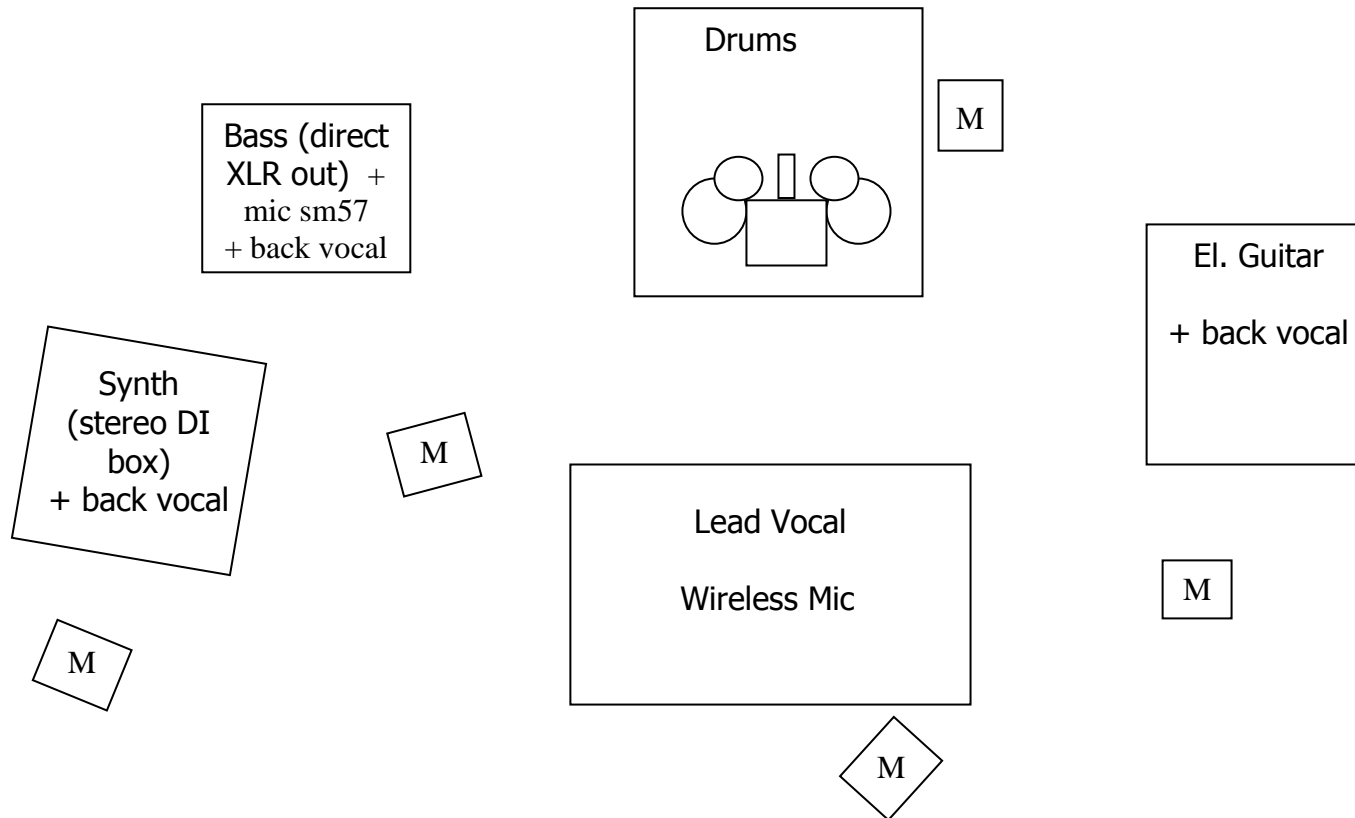 Drums
M
Bass (direct
XLR out) +
mic sm57
+ back vocal
El. Guitar
+ back vocal
Synth
(stereo DI
box)
+ back vocal
M
Lead Vocal
Wireless Mic
M
M
M